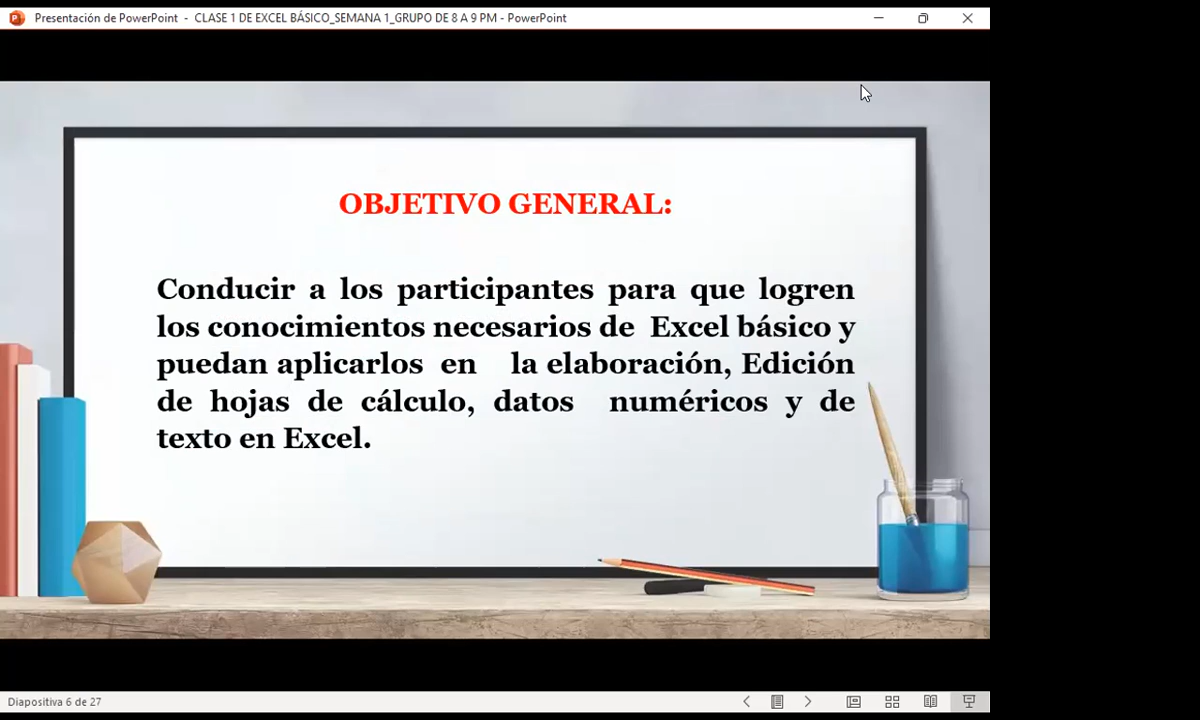 Presentación de PowerPoint - CLASE 1 DE EXCEL BÁSICO_SEMANA 1_GRUPO DE 8 A 9 PM - PowerPoint
OBJETIVO GENERAL:
Conducir a los participantes para que logren
los conocimientos necesarios de Excel básico y
puedan aplicarlos en la elaboración, Edición
de hojas de cálculo, datos numéricos y de
texto en Excel.
Diapositiva 6 de 27